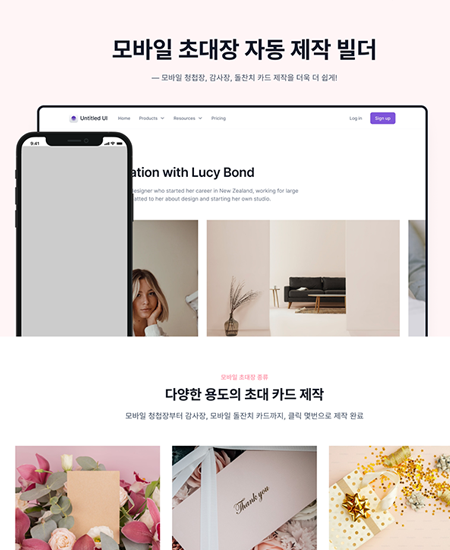 모바일 초대장 자동 제작 빌더
— 모바일 청첩장, 감사장, 돌찬치 카드 제작을 더욱 더 쉽게!
Untitled UI Home Products Resources Pricing Log in Sign up
9:41
ation with Lucy Bond
esigner who started her career in New Zealand, working for large
atted to her about design and starting her own studio.
모바일 초대장 종류
다양한 용도의 초대 카드 제작
모바일 청첩장부터 감사장, 모바일 돌잔치 카드까지, 클릭 몇번으로 제작 완료
Thank you